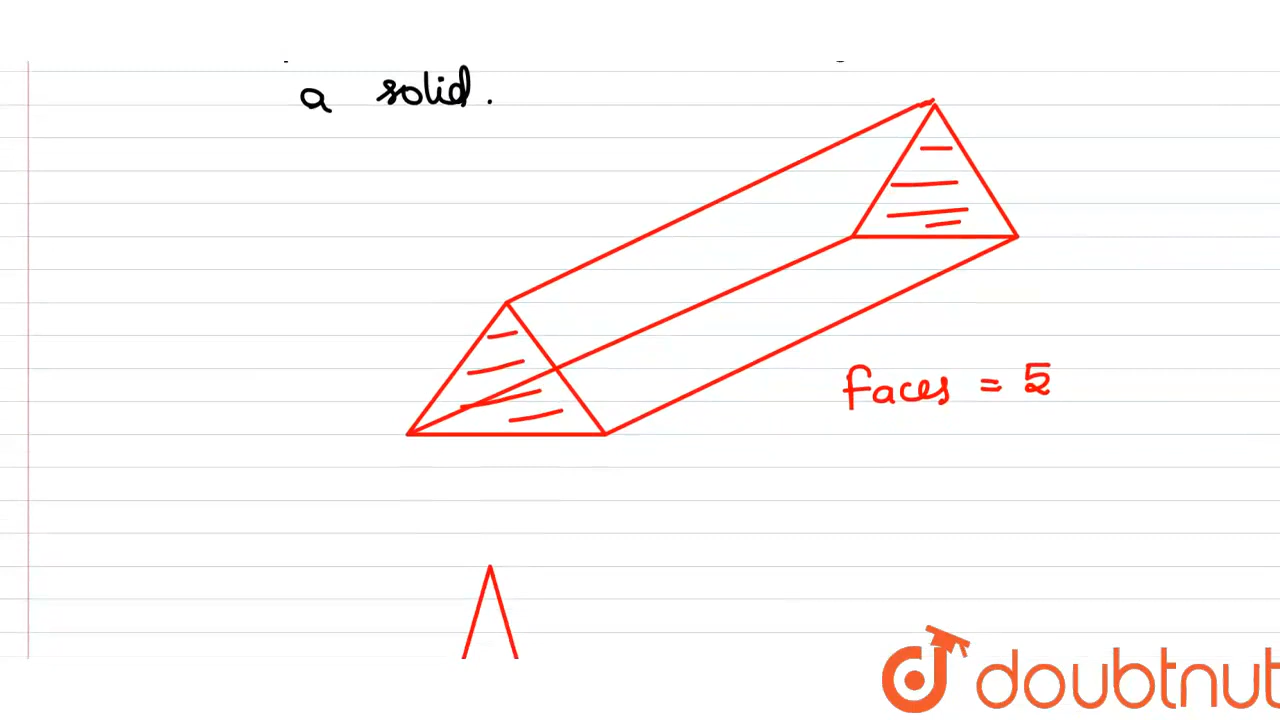 a solid.
faces = 5
doubtnut